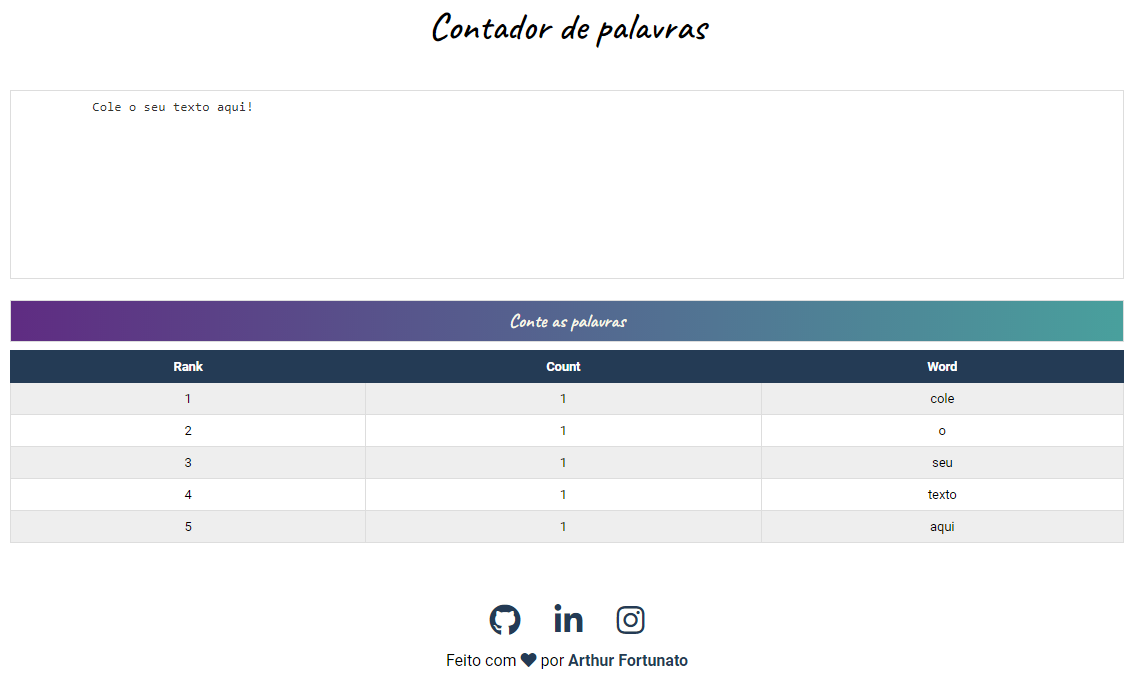 Contador de palavras
Cole o seu texto aqui!
Conte as palavras
Rank Count Word
1 1 cole
2 1 o
3 1 seu
4 1 texto
5 1 aqui
in
Feito com por Arthur Fortunato